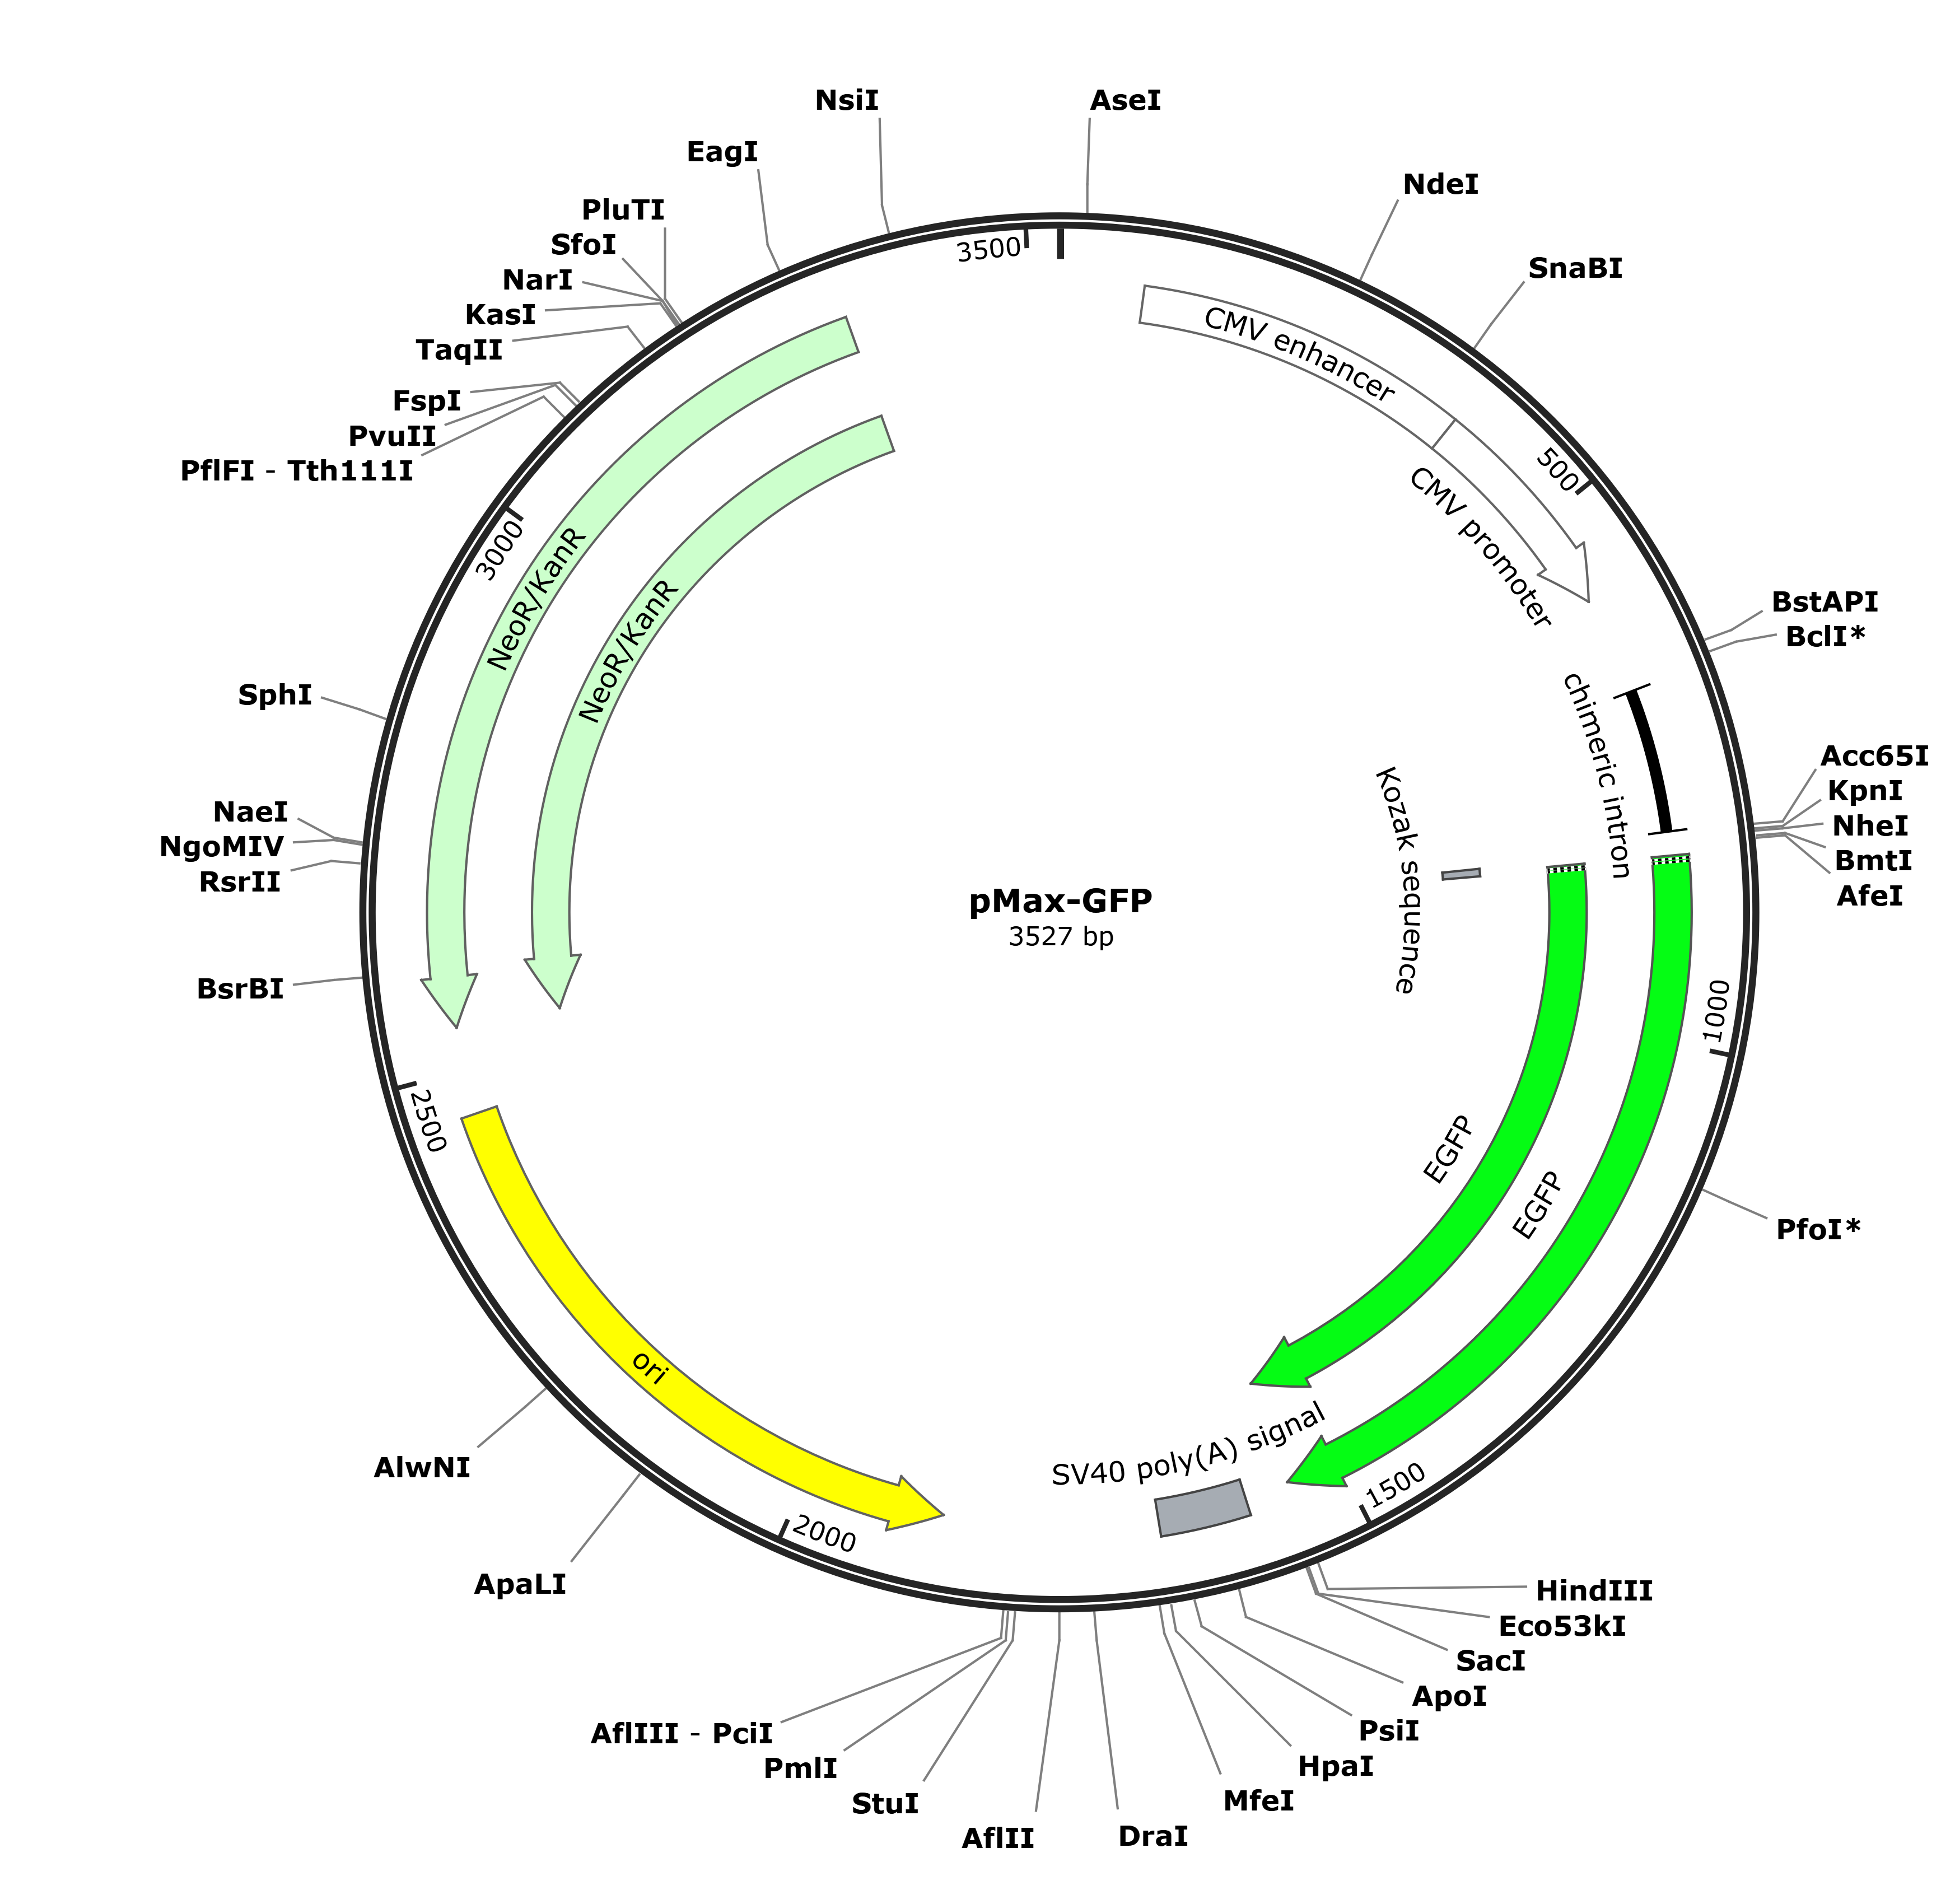 NsiI
AseI
EagI
NdeI
PluTI
SfoI
NarI
KasI
TaqII
FspI
PvuII
PflFI - Tth111I
SnaBI
3500
CMV enhancer
500
CMV promoter
BstAPI
BclI*
3000
NeoR/KanR
NeoR/KanR
SphI
chimeric intron
Kozak sequence
Acc65I
KpnI
NheI
BmtI
AfeI
NaeI
NgoMIV
RsrII
pMax-GFP
3527 bp
BsrBI
1000
2500
EGFP
EGFP
PfoI*
ori
SV40 poly(A) signal
1500
2000
AlwNI
ApaLI
HindIII
Eco53kI
SacI
ApoI
PsiI
HpaI
MfeI
DraI
AflII
StuI
PmlI
AflIII - PciI